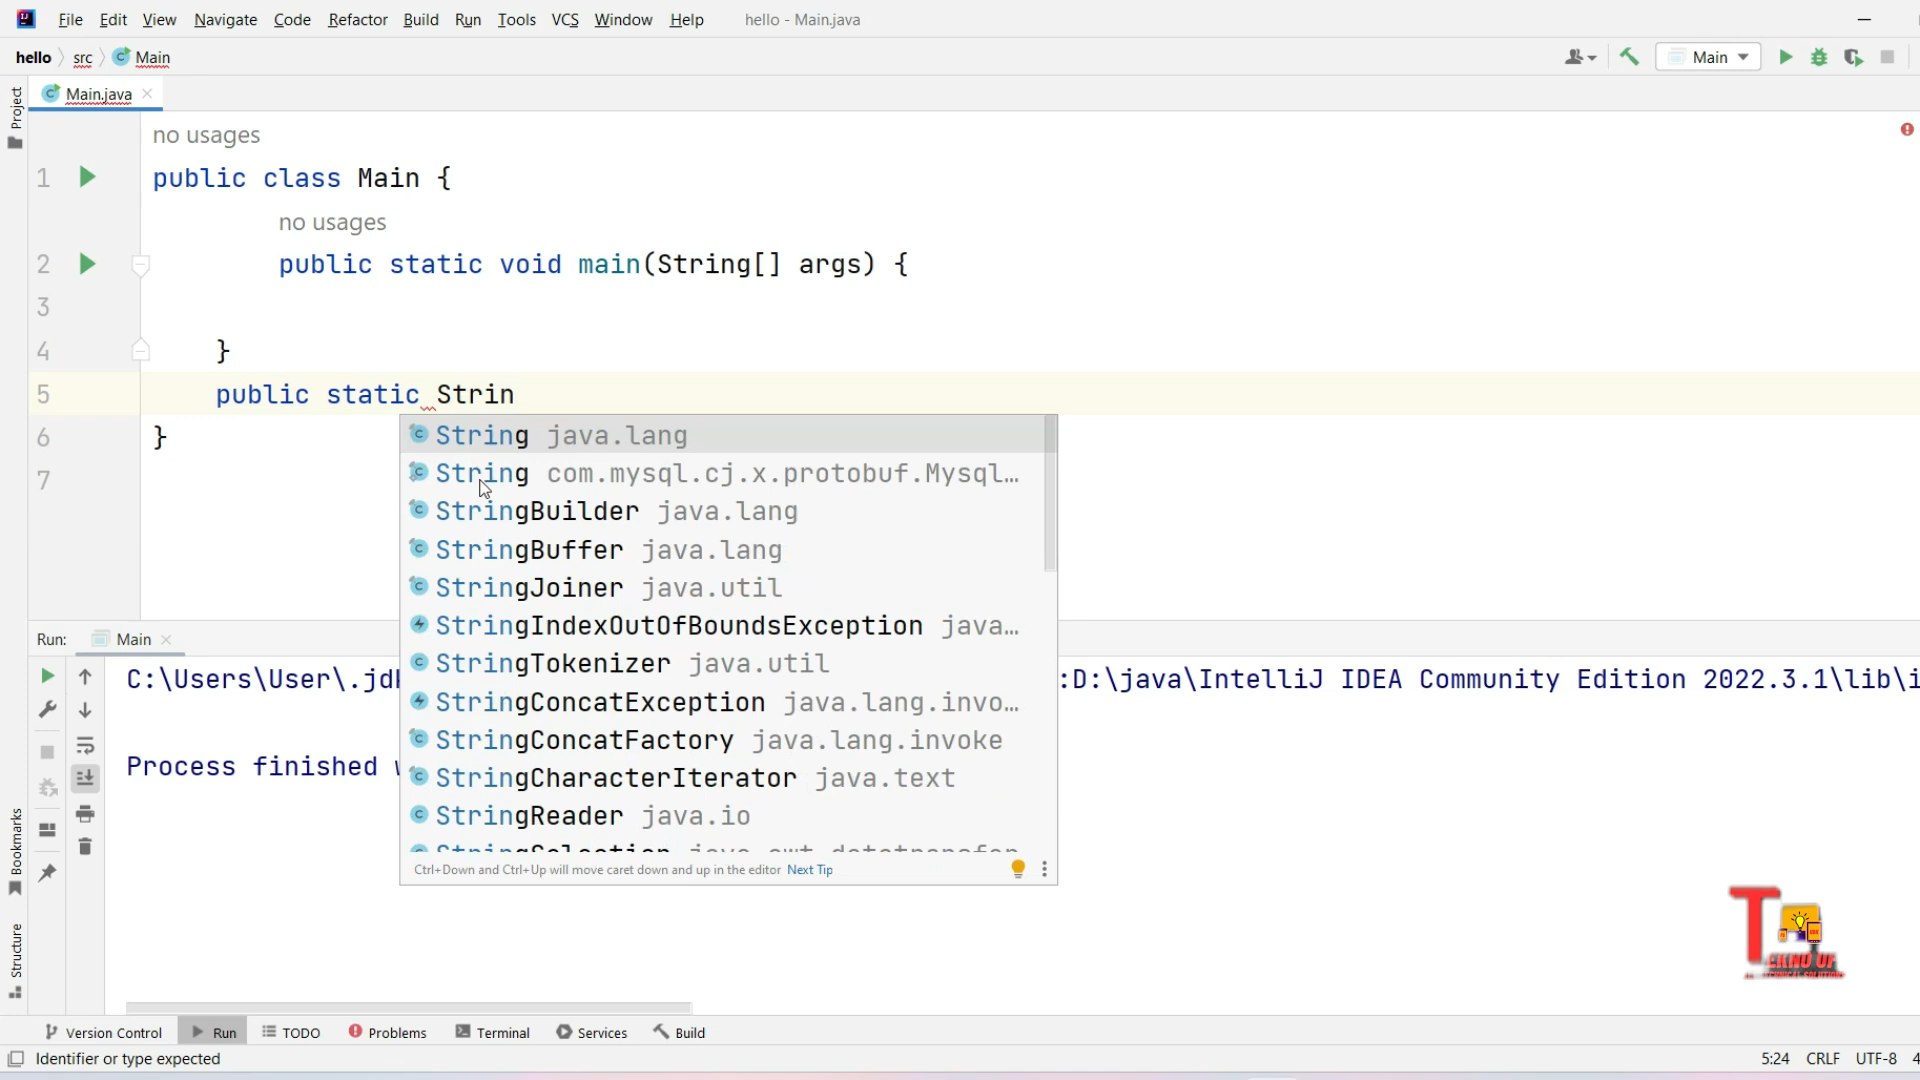 File Edit View Navigate Code Refactor Build Run Tools VCS Window Help hello - Main.java
hello src Main Main
Project
Main.java
no usages
1 public class Main {
no usages
2 public static void main(String[] args) {
3
4 }
5 public static Strin
6 }
7
String java.lang
String com.mysql.cj.x.protobuf.Mysql…
StringBuilder java.lang
StringBuffer java.lang
StringJoiner java.util
StringIndexOutOfBoundsException java…
StringTokenizer java.util
StringConcatException java.lang.invo…
StringConcatFactory java.lang.invoke
StringCharacterIterator java.text
StringReader java.io
Ctrl+Down and Ctrl+Up will move caret down and up in the editor Next Tip
Run: Main
C:\Users\User\.jd :D:\java\IntelliJ IDEA Community Edition 2022.3.1\lib\i
Process finished
Bookmarks
Structure
Version Control Run TODO Problems Terminal Services Build
Identifier or type expected 5:24 CRLF UTF-8 4